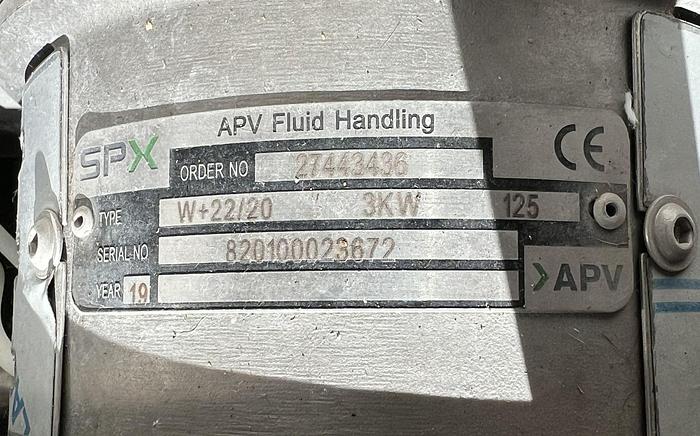 APV Fluid Handling
SPX
CE
ORDER NO 27443436
TYPE W+22/20 3KW 125
SERIAL-NO 820100023672
YEAR 19
>APV